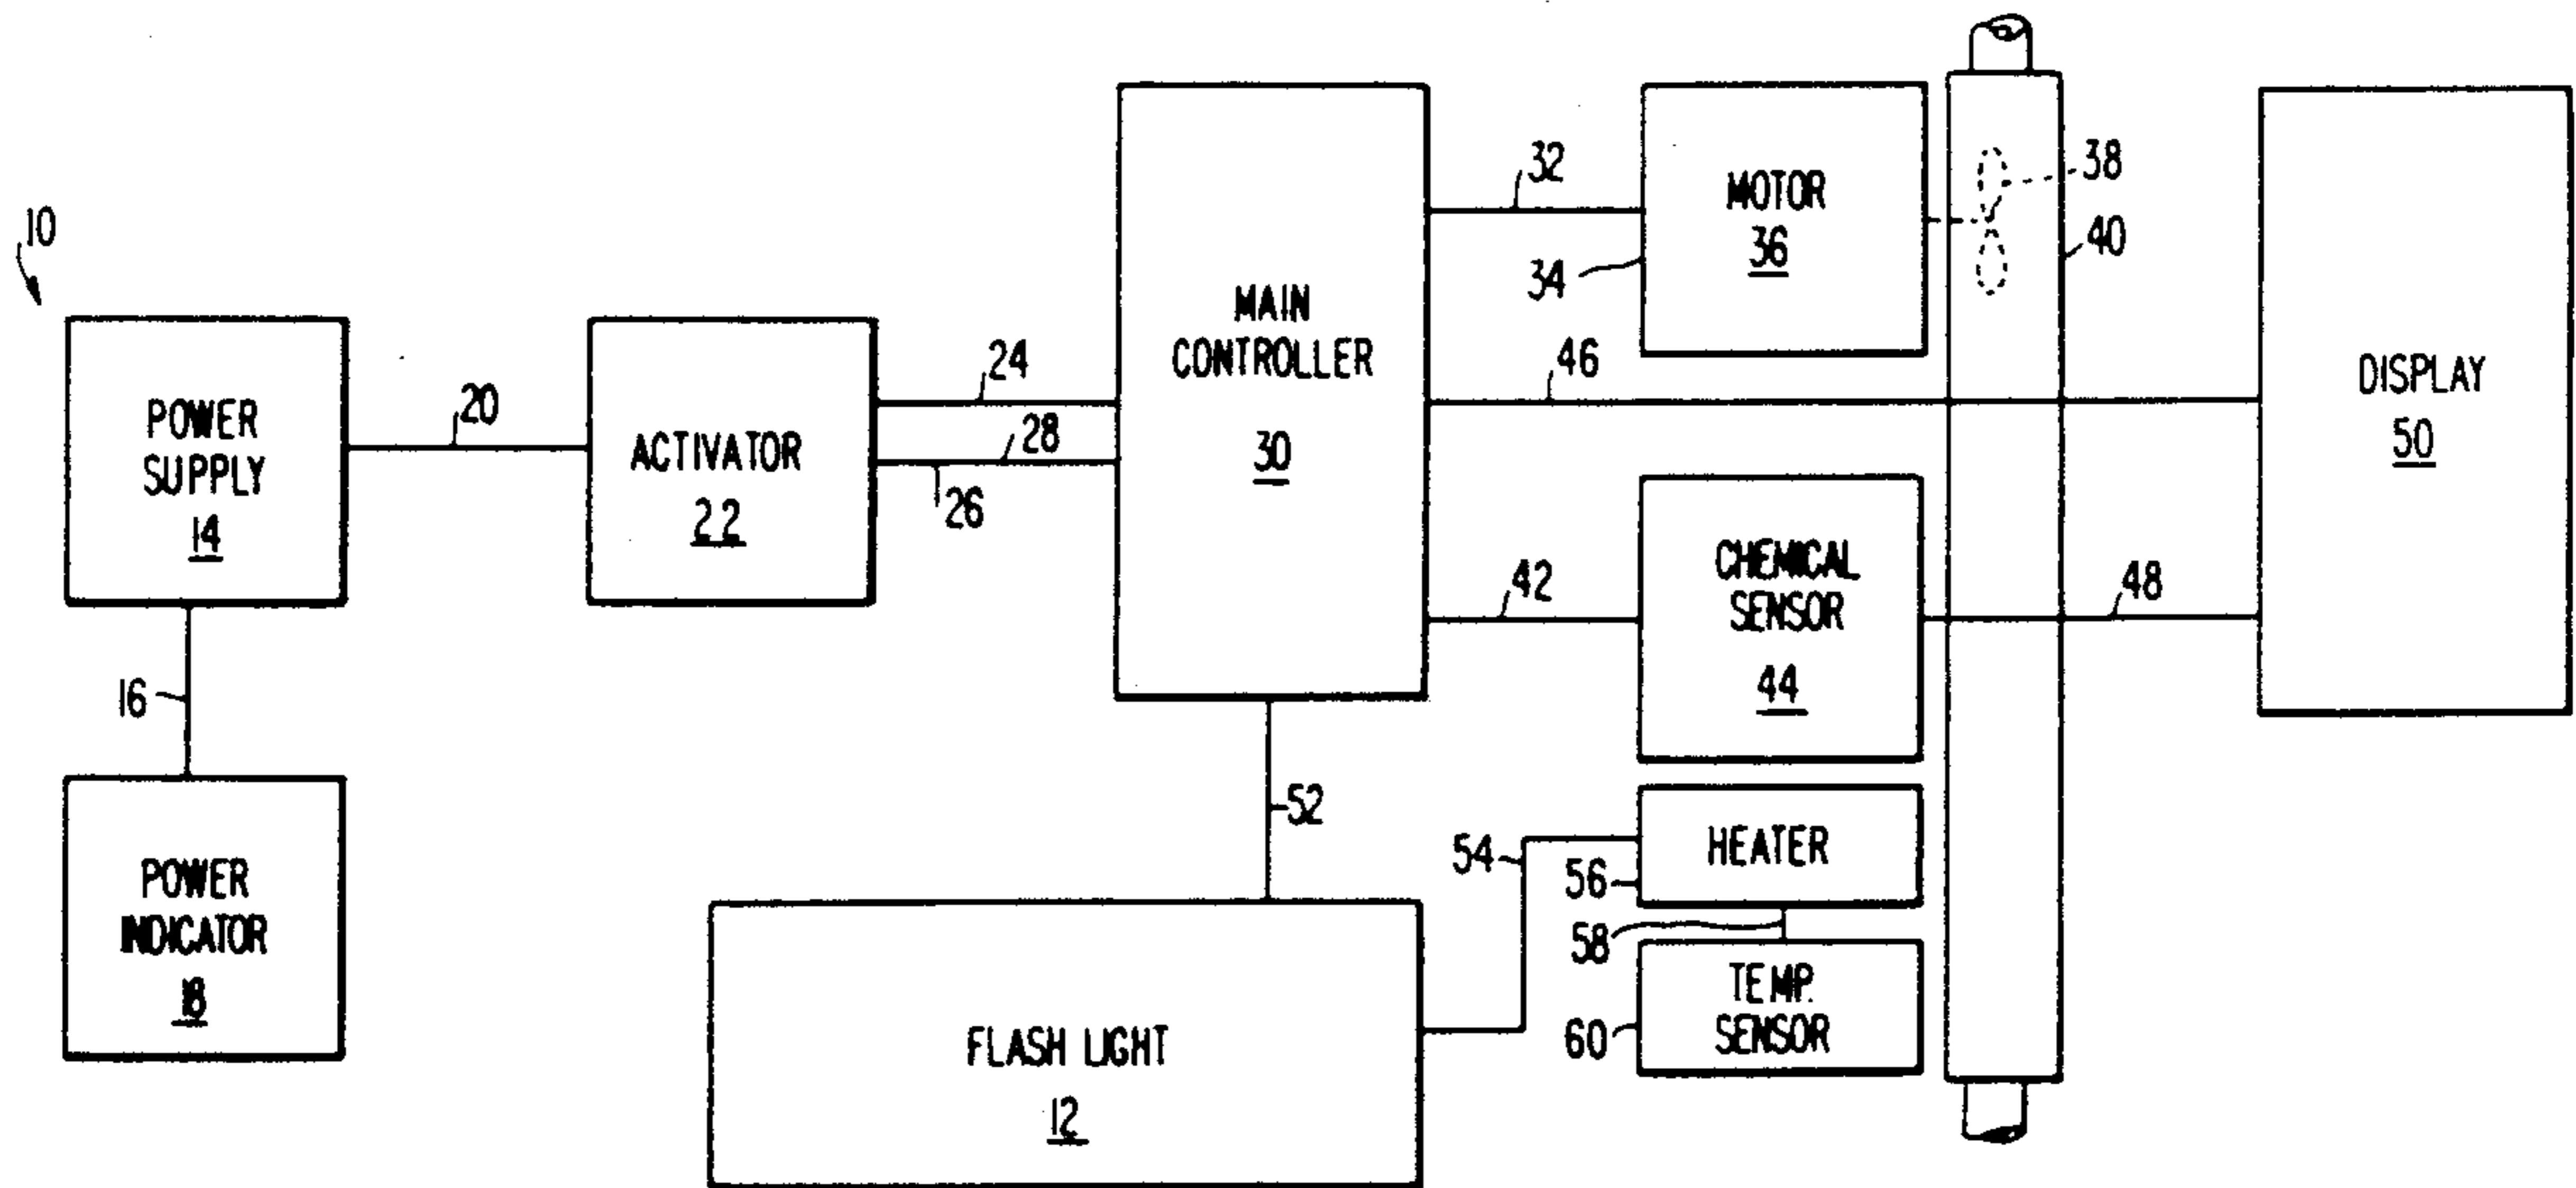 10
POWER
SUPPLY
14
16
POWER
INDICATOR
18
20
ACTIVATOR
22
24
28
26
MAIN
CONTROLLER
30
32
34
MOTOR
36
38
40
46
42
CHEMICAL
SENSOR
44
48
DISPLAY
50
52
FLASH LIGHT
12
54
HEATER
56
58
TEMP.
SENSOR
60